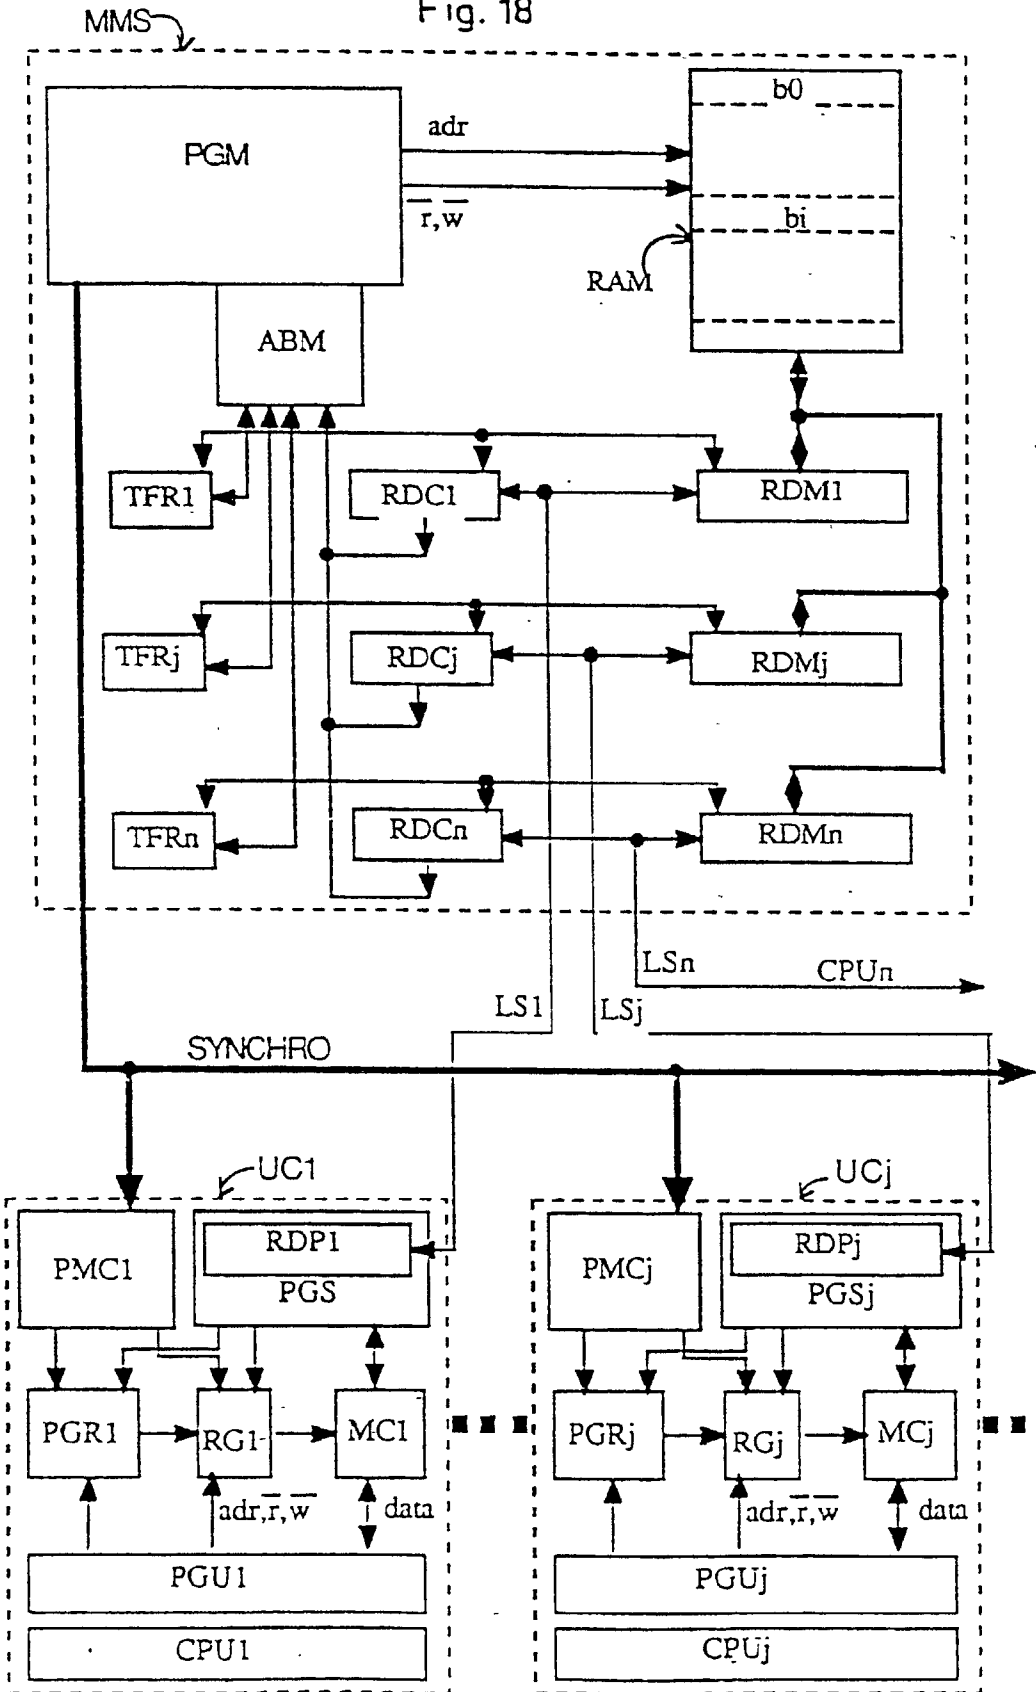 Fig. 18
MMS
b0
adr
PGM
r̅,w̅
bi
RAM
ABM
TFR1
RDC1
RDM1
TFRj
RDCj
RDMj
TFRn
RDCn
RDMn
LSn
CPUn
LS1
LSj
SYNCHRO
UC1
UCj
RDP1
RDPj
PMC1
PMCj
PGS
PGSj
PGR1
RG1
MC1
PGRj
RGj
MCj
adr,r̅,w̅
data
adr,r̅,w̅
data
PGU1
PGUj
CPU1
CPUj